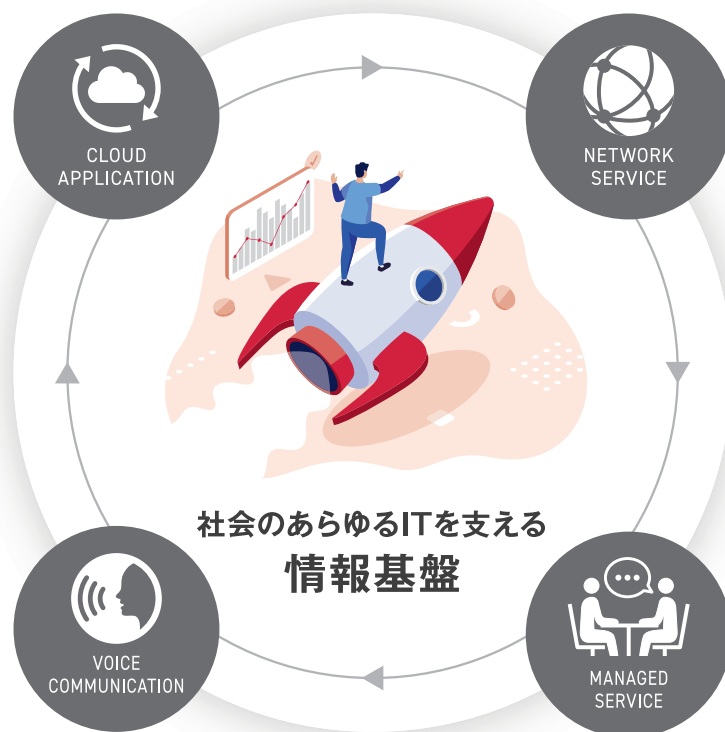 CLOUD
APPLICATION
NETWORK
SERVICE
社会のあらゆるITを支える
情報基盤
VOICE
COMMUNICATION
MANAGED
SERVICE